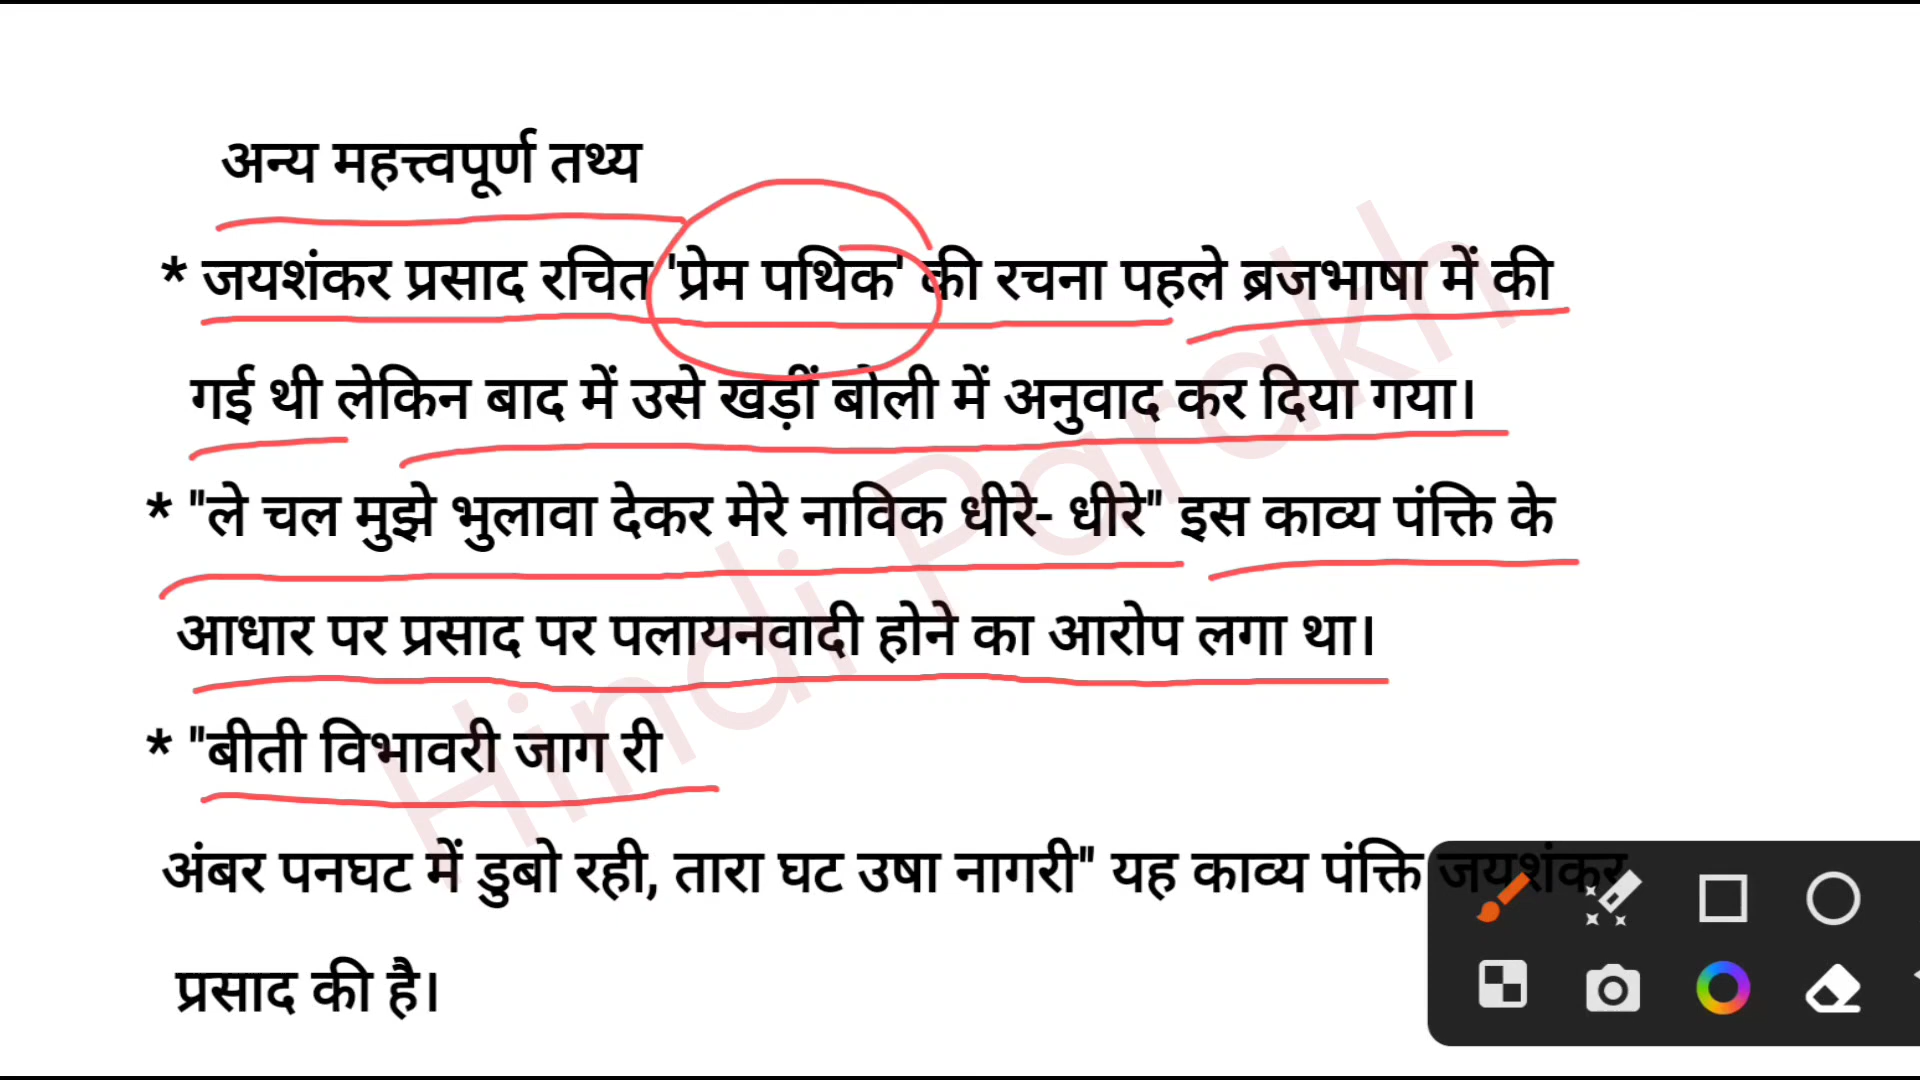 अन्य महत्त्वपूर्ण तथ्य
* जयशंकर प्रसाद रचित 'प्रेम पथिक' की रचना पहले ब्रजभाषा में की
गई थी लेकिन बाद में उसे खड़ीं बोली में अनुवाद कर दिया गया।
* "ले चल मुझे भुलावा देकर मेरे नाविक धीरे- धीरे" इस काव्य पंक्ति के
आधार पर प्रसाद पर पलायनवादी होने का आरोप लगा था।
* "बीती विभावरी जाग री
अंबर पनघट में डुबो रही, तारा घट उषा नागरी" यह काव्य पंक्ति जयशंकर
प्रसाद की है।
Hindi Parakh